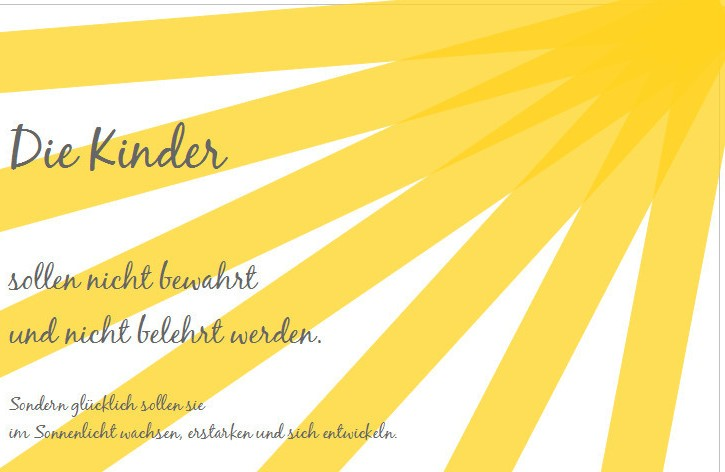 Die Kinder
sollen nicht bewahrt
und nicht belehrt werden.
Sondern glücklich sollen sie
im Sonnenlicht wachsen, erstarken und sich entwickeln.